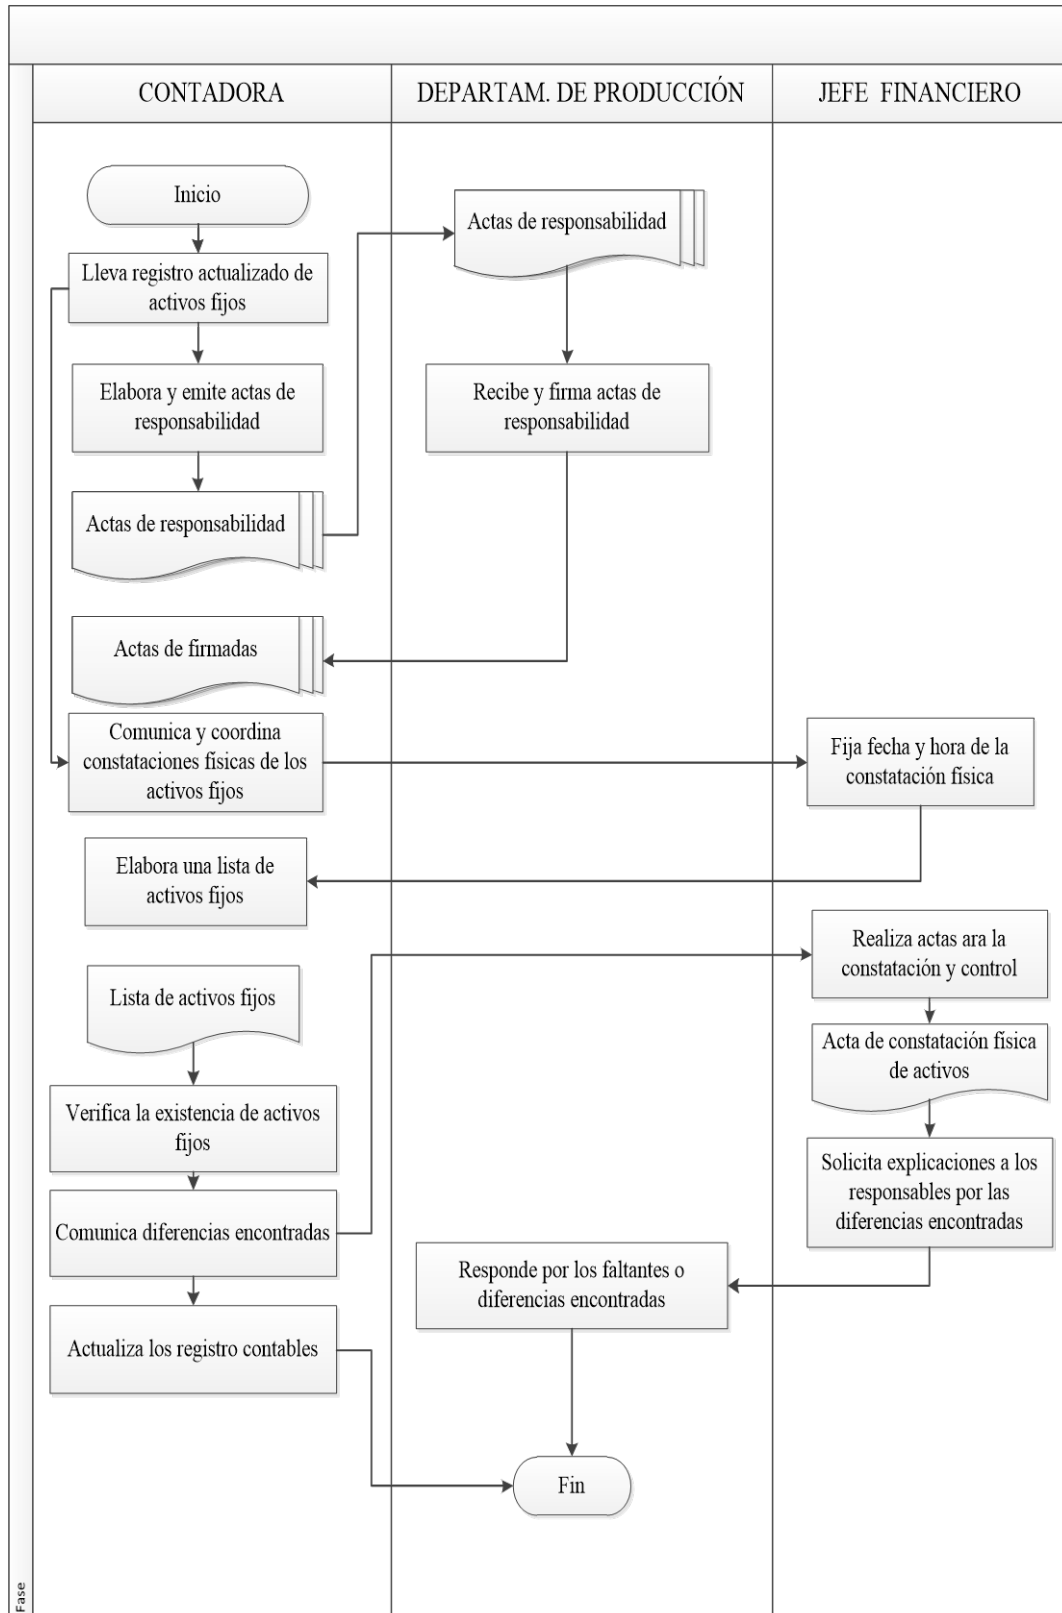 CONTADORA
DEPARTAM. DE PRODUCCIÓN
JEFE FINANCIERO
Inicio
Lleva registro actualizado de
activos fijos
Elabora y emite actas de
responsabilidad
Actas de responsabilidad
Actas de responsabilidad
Recibe y firma actas de
responsabilidad
Actas de firmadas
Comunica y coordina
constataciones físicas de los
activos fijos
Fija fecha y hora de la
constatación física
Elabora una lista de
activos fijos
Lista de activos fijos
Verifica la existencia de activos
fijos
Comunica diferencias encontradas
Realiza actas ara la
constatación y control
Acta de constatación física
de activos
Solicita explicaciones a los
responsables por las
diferencias encontradas
Responde por los faltantes o
diferencias encontradas
Actualiza los registro contables
Fin
Fase